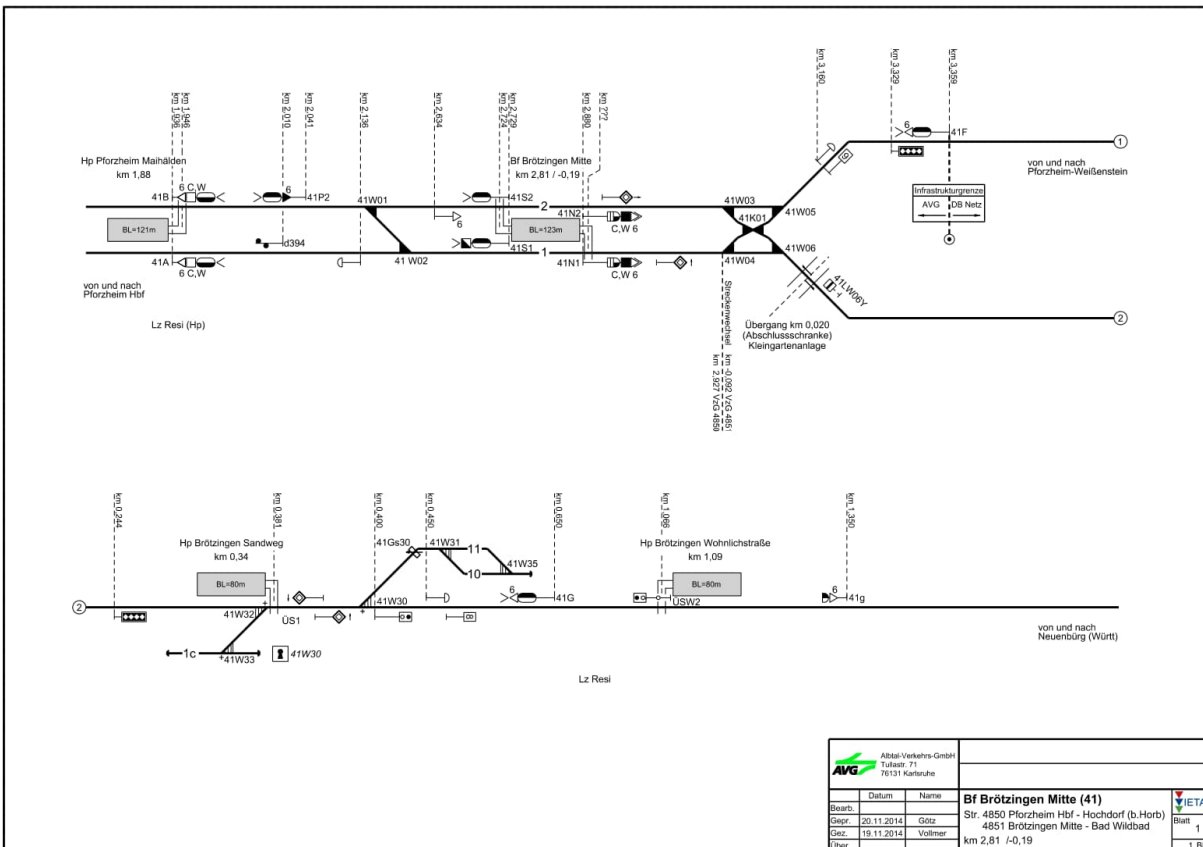 km 1,936
km 1,946
km 2,010
km 2,041
km 2,136
km 2,634
km 2,724
km 2,729
km 2,880
km ???
km 3,160
km 3,329
km 3,359
Hp Pforzheim Maihälden
km 1,88
Bf Brötzingen Mitte
km 2,81 / -0,19
6
41F
1
von und nach
Pforzheim-Weißenstein
9
Infrastrukturgrenze
AVG
DB Netz
41B
6 C,W
6
41P2
41W01
41S2
2
41N2
41W03
41K01
41W05
BL=121m
6
BL=123m
C,W 6
d394
41A
6 C,W
41 W02
41S1
1
41N1
C,W 6
41W04
41W06
41LW06Y
von und nach
Pforzheim Hbf
Lz Resi (Hp)
Übergang km 0,020
(Abschlussschranke)
Kleingartenanlage
2
Streckenwechsel
km -0,092 VzG 4851
km 2,927 VzG 4850
km 0,244
km 0,381
km 0,400
km 0,450
km 0,650
km 1,066
km 1,350
Hp Brötzingen Sandweg
km 0,34
41Gs30
41W31
11
41W35
10
Hp Brötzingen Wohnlichstraße
km 1,09
BL=80m
BL=80m
6
41G
6
41g
2
41W32
ÜS1
41W30
8
ÜSW2
von und nach
Neuenbürg (Württ)
1c
41W33
41W30
Lz Resi
AVG
Albtal-Verkehrs-GmbH
Tullastr. 71
76131 Karlsruhe
Datum
Name
Bearb.
Gepr.
20.11.2014
Götz
Gez.
19.11.2014
Vollmer
Über.
Bf Brötzingen Mitte (41)
Str. 4850 Pforzheim Hbf - Hochdorf (b.Horb)
4851 Brötzingen Mitte - Bad Wildbad
km 2,81 /-0,19
Blatt
1